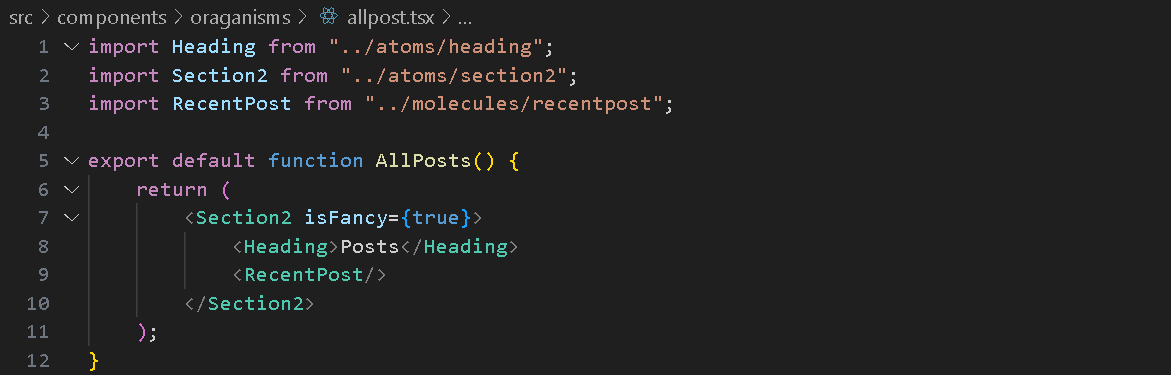 src > components > oraganisms > allpost.tsx > ...
1 import Heading from "../atoms/heading";
2 import Section2 from "../atoms/section2";
3 import RecentPost from "../molecules/recentpost";
4
5 export default function AllPosts() {
6     return (
7         <Section2 isFancy={true}>
8             <Heading>Posts</Heading>
9             <RecentPost/>
10         </Section2>
11     );
12 }